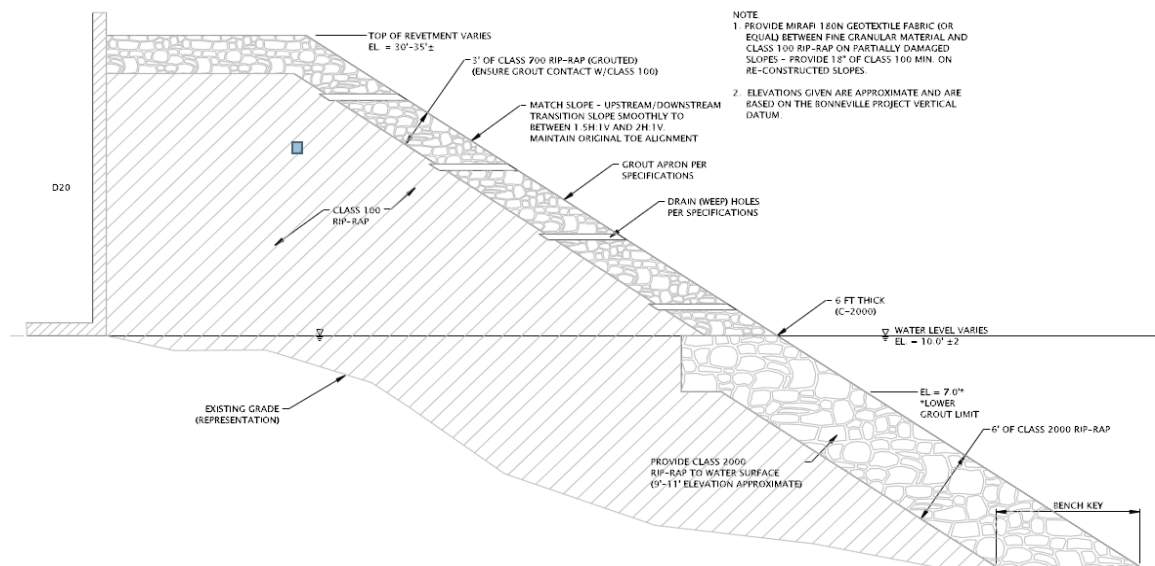 NOTE
1. PROVIDE MIRAFI 180N GEOTEXTILE FABRIC (OR
EQUAL) BETWEEN FINE GRANULAR MATERIAL AND
CLASS 100 RIP-RAP ON PARTIALLY DAMAGED
SLOPES - PROVIDE 18" OF CLASS 100 MIN. ON
RE-CONSTRUCTED SLOPES.
2. ELEVATIONS GIVEN ARE APPROXIMATE AND ARE
BASED ON THE BONNEVILLE PROJECT VERTICAL
DATUM.
TOP OF REVETMENT VARIES
EL. = 30'-35'±
3' OF CLASS 700 RIP-RAP (GROUTED)
(ENSURE GROUT CONTACT W/CLASS 100)
MATCH SLOPE - UPSTREAM/DOWNSTREAM
TRANSITION SLOPE SMOOTHLY TO
BETWEEN 1.5H:1V AND 2H:1V.
MAINTAIN ORIGINAL TOE ALIGNMENT
GROUT APRON PER
SPECIFICATIONS
D20
DRAIN (WEEP) HOLES
PER SPECIFICATIONS
CLASS 100
RIP-RAP
6 FT THICK
(C-2000)
WATER LEVEL VARIES
EL. = 10.0' ±2
EL = 7.0'*
*LOWER
GROUT LIMIT
EXISTING GRADE
(REPRESENTATION)
6' OF CLASS 2000 RIP-RAP
PROVIDE CLASS 2000
RIP-RAP TO WATER SURFACE
(9'-11' ELEVATION APPROXIMATE)
BENCH KEY